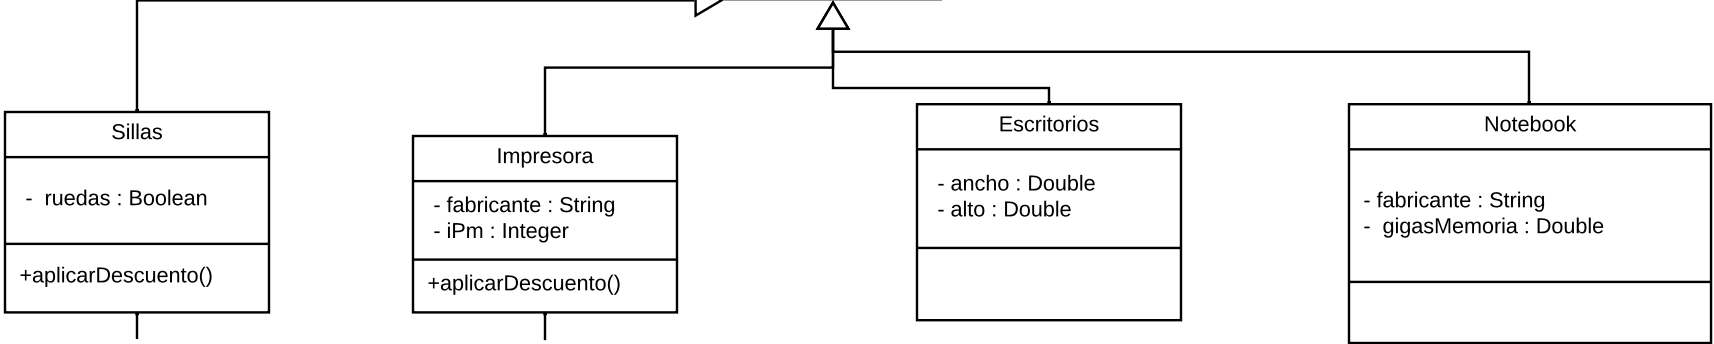 Sillas
-  ruedas : Boolean
+aplicarDescuento()
Impresora
- fabricante : String
- iPm : Integer
+aplicarDescuento()
Escritorios
- ancho : Double
- alto : Double
Notebook
- fabricante : String
-  gigasMemoria : Double